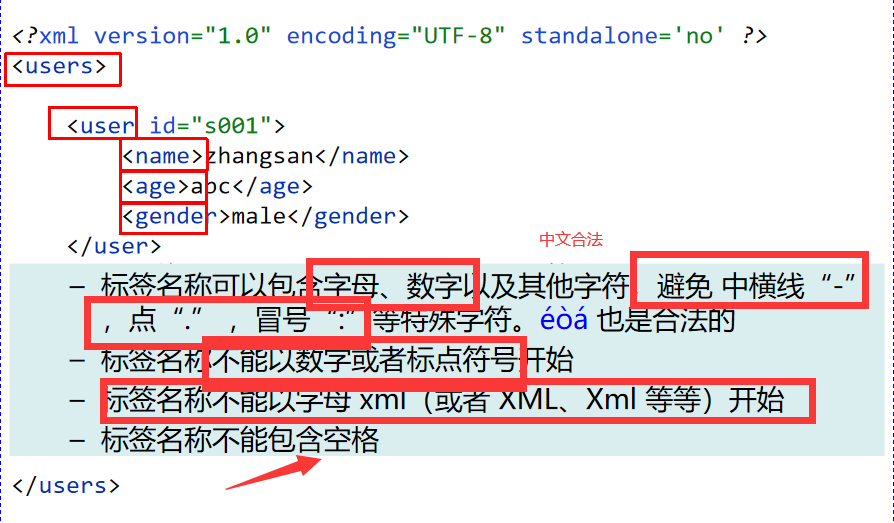 <?xml version="1.0" encoding="UTF-8" standalone='no' ?>
<users>
<user id="s001">
<name>zhangsan</name>
<age>abc</age>
<gender>male</gender>
</user>
中文合法
– 标签名称可以包含字母、数字以及其他字符，避免 中横线“-”
，点“.”，冒号“:”等特殊字符。éòá 也是合法的
– 标签名称不能以数字或者标点符号开始
– 标签名称不能以字母 xml（或者 XML、Xml 等等）开始
– 标签名称不能包含空格
</users>